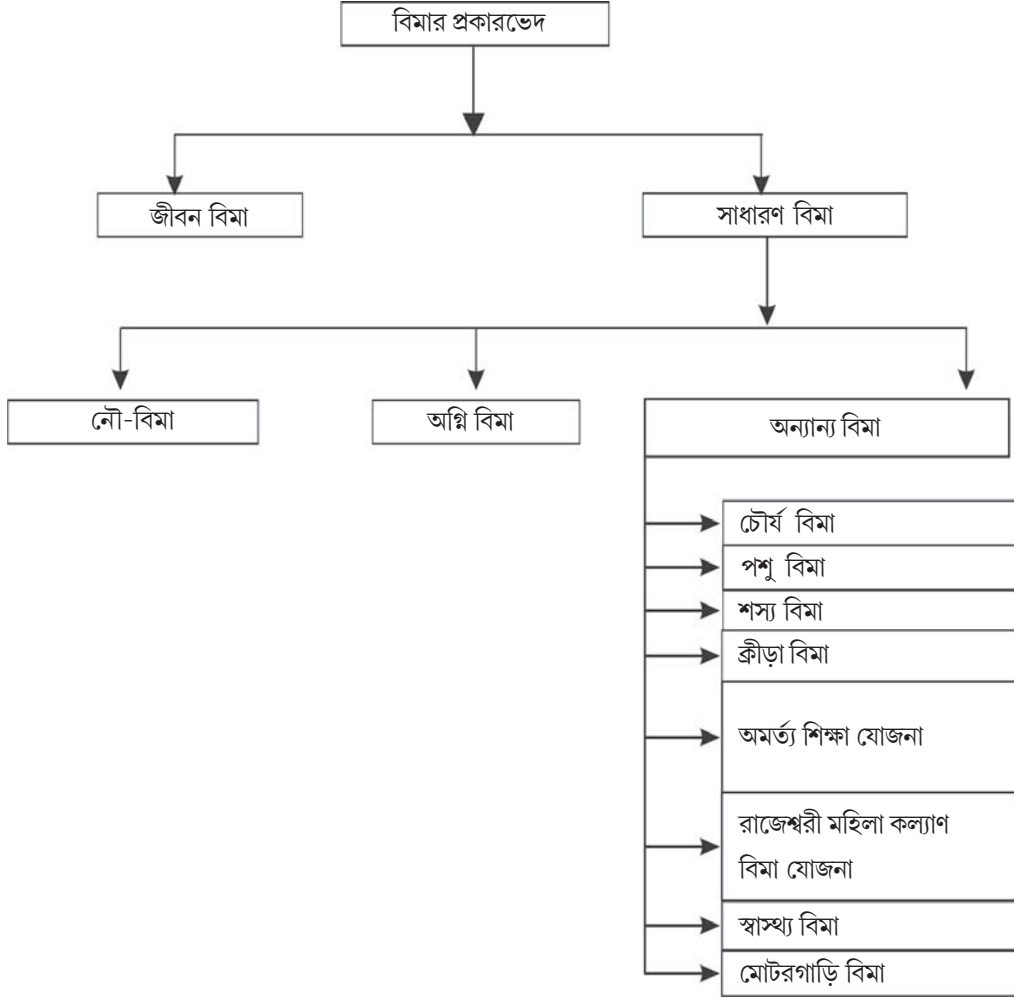 বিমার প্রকারভেদ
জীবন বিমা
সাধারণ বিমা
নৌ-বিমা
অগ্নি বিমা
অন্যান্য বিমা
চৌর্য বিমা
পশু বিমা
শস্য বিমা
ক্রীড়া বিমা
অমর্ত্য শিক্ষা যোজনা
রাজেশ্বরী মহিলা কল্যাণ
বিমা যোজনা
স্বাস্থ্য বিমা
মোটরগাড়ি বিমা